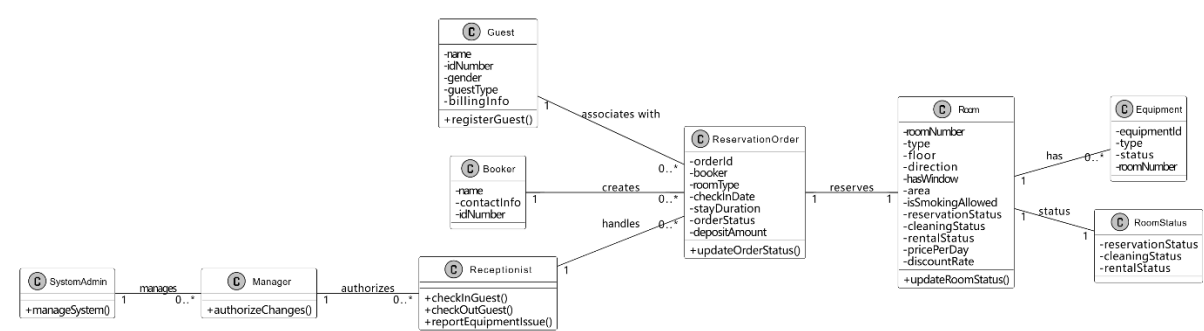 C Guest
-name
-idNumber
-gender
-guestType
-billingInfo
+registerGuest()
1
associates with
0..*
C Booker
-name
-contactInfo
-idNumber
1
creates
0..*
C ReservationOrder
-orderId
-booker
-roomType
-checkInDate
-stayDuration
-orderStatus
-depositAmount
+updateOrderStatus()
1
reserves
1
C Room
-roomNumber
-type
-floor
-direction
-hasWindow
-area
-isSmokingAllowed
-reservationStatus
-cleaningStatus
-rentalStatus
-pricePerDay
-discountRate
+updateRoomStatus()
1
has
0..*
C Equipment
-equipmentId
-type
-status
-roomNumber
1
status
1
C RoomStatus
-reservationStatus
-cleaningStatus
-rentalStatus
C SystemAdmin
+manageSystem()
1
manages
0..*
C Manager
+authorizeChanges()
1
authorizes
0..*
C Receptionist
+checkInGuest()
+checkOutGuest()
+reportEquipmentIssue()
1
handles
0..*